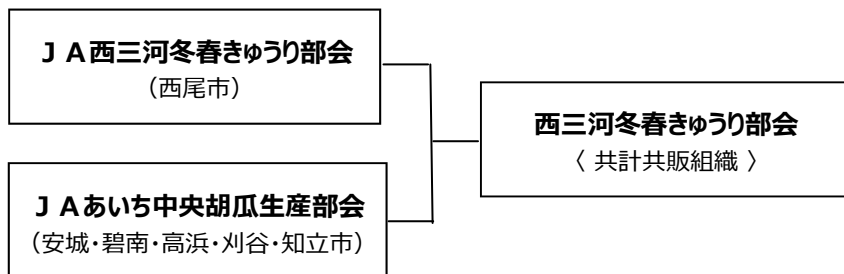 ＪＡ西三河冬春きゅうり部会
（西尾市）
ＪＡあいち中央胡瓜生産部会
（安城・碧南・高浜・刈谷・知立市）
西三河冬春きゅうり部会
〈 共計共販組織 〉